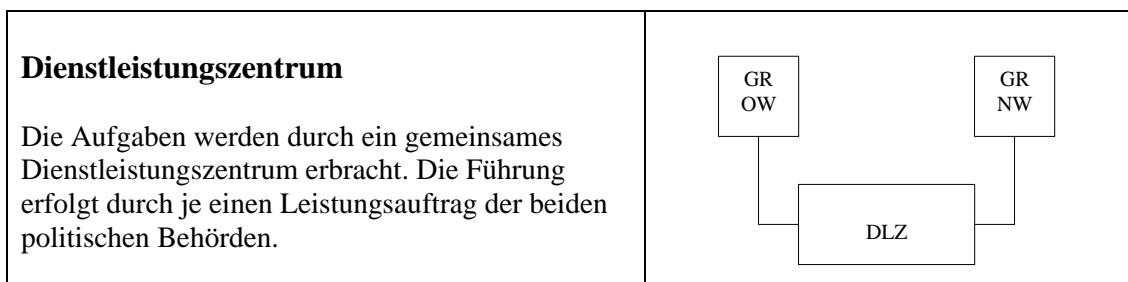 Dienstleistungszentrum
Die Aufgaben werden durch ein gemeinsames
Dienstleistungszentrum erbracht. Die Führung
erfolgt durch je einen Leistungsauftrag der beiden
politischen Behörden.
GR
OW
GR
NW
DLZ